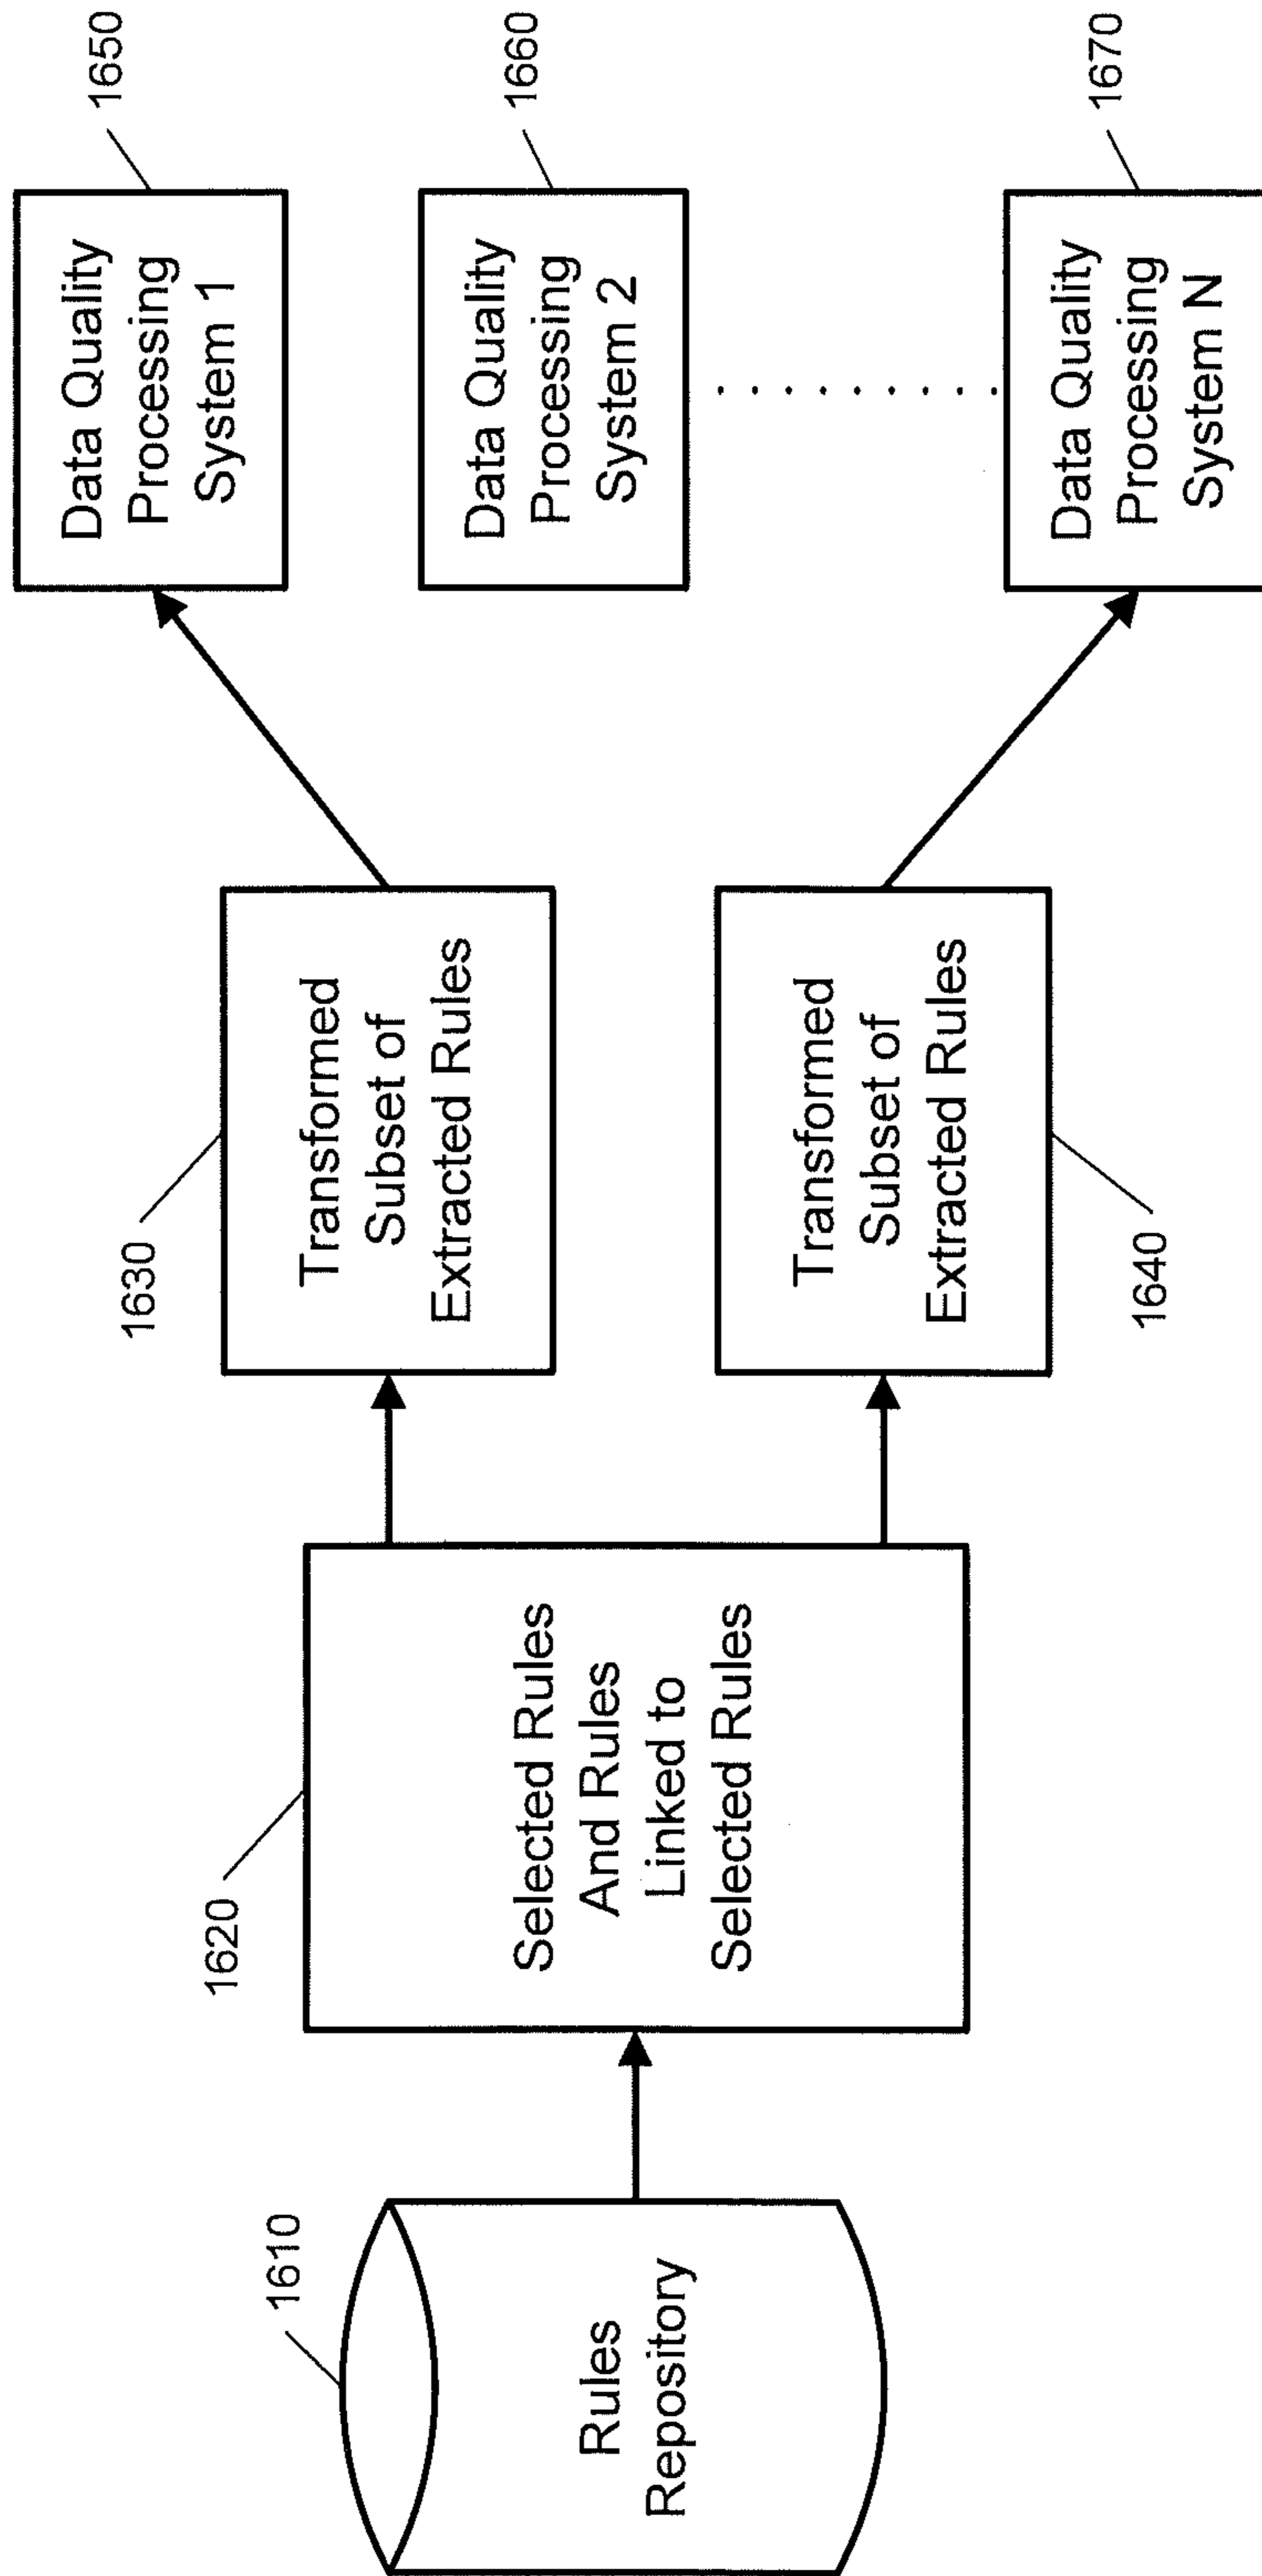 1610
Rules
Repository
1620
Selected Rules
And Rules
Linked to
Selected Rules
1630
Transformed
Subset of
Extracted Rules
Transformed
Subset of
Extracted Rules
1640
1650
Data Quality
Processing
System 1
1660
Data Quality
Processing
System 2
1670
Data Quality
Processing
System N